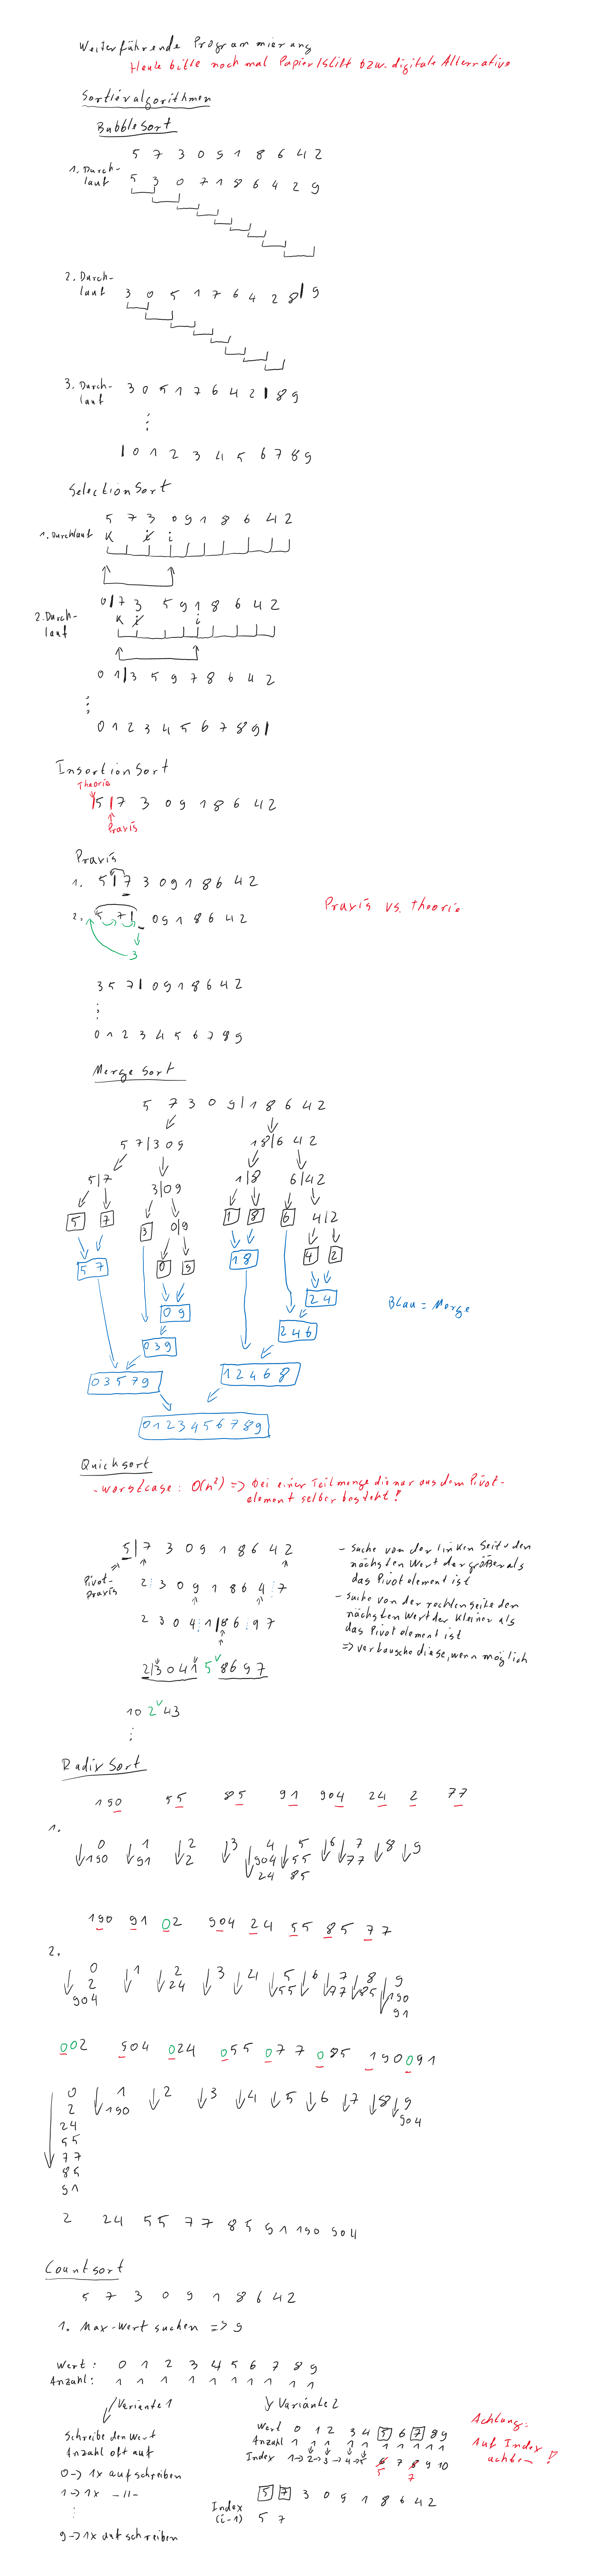 Weiterführende Programmierung
Heute bitte noch mal Papier/Stift bzw. digitale Alternative
Sortieralgorithmen
BubbleSort
5 7 3 0 9 1 8 6 4 2
1. Durch-
lauf
5 3 0 7 1 8 6 4 2 9
2. Durch-
lauf
3 0 5 1 7 6 4 2 8 | 9
3. Durch-
lauf
3 0 5 1 7 6 4 2 | 8 9
⋮
| 0 1 2 3 4 5 6 7 8 9
SelectionSort
5 7 3 0 9 1 8 6 4 2
1. Durchlauf K i i
0 | 7 3 5 9 1 8 6 4 2
2. Durch-
lauf
K i i
0 1 | 3 5 9 7 8 6 4 2
⋮
0 1 2 3 4 5 6 7 8 9 |
InsertionSort
Theorie
| 5 | 7 3 0 9 1 8 6 4 2
Praxis
Praxis
1. 5 | 7 3 0 9 1 8 6 4 2
2. 5 7 | _ 0 9 1 8 6 4 2
3
Praxis vs. Theorie
3 5 7 | 0 9 1 8 6 4 2
⋮
0 1 2 3 4 5 6 7 8 9
Merge Sort
5 7 3 0 9 | 1 8 6 4 2
5 7 | 3 0 9 1 8 | 6 4 2
5 | 7 3 | 0 9 1 | 8 6 | 4 2
5 7 3 0 | 9 1 8 6 4 | 2
5 7 0 9 1 8 4 2
0 9 2 4
Blau = Merge
0 3 9 2 4 6
0 3 5 7 9 1 2 4 6 8
0 1 2 3 4 5 6 7 8 9
Quicksort
- worstcase: O(n²) => bei einer Teilmenge die nur aus dem Pivot-
element selber besteht!
5 | 7 3 0 9 1 8 6 4 2
Pivot-
Praxis
2 3 0 9 1 8 6 4 7
2 3 0 4 1 | 8 6 9 7
2 | 3 0 4 1 5 8 6 9 7
1 0 2 4 3
⋮
- suche von der linken Seite den
nächsten Wert der größer als
das Pivotelement ist
- suche von der rechten Seite den
nächsten Wert der kleiner als
das Pivotelement ist
=> vertausche diese, wenn möglich
Radix Sort
190 55 85 91 904 24 2 77
1.
0 1 2 3 4 5 6 7 8 9
190 91 2 904 55 77
24 85
190 91 02 904 24 55 85 77
2.
0 1 2 3 4 5 6 7 8 9
2 24 55 77 85 190
904 91
002 904 024 055 077 085 190 091
0 1 2 3 4 5 6 7 8 9
2 190 904
24
55
77
85
91
2 24 55 77 85 91 190 904
Countsort
5 7 3 0 9 1 8 6 4 2
1. Max-Wert suchen => 9
Wert: 0 1 2 3 4 5 6 7 8 9
Anzahl: 1 1 1 1 1 1 1 1 1 1
Variante 1
Schreibe den Wert
Anzahl oft auf
0 -> 1x aufschreiben
1 -> 1x -11-
⋮
9 -> 1x aufschreiben
Variante 2
Wert 0 1 2 3 4 5 6 7 8 9
Anzahl 1 1 1 1 1 1 1 1 1 1
Index 1 -> 2 -> 3 -> 4 -> 5 6 7 8 9 10
5 7
5 7 3 0 9 1 8 6 4 2
Index
(i-1)
5 7
Achtung:
Auf Index
achten!